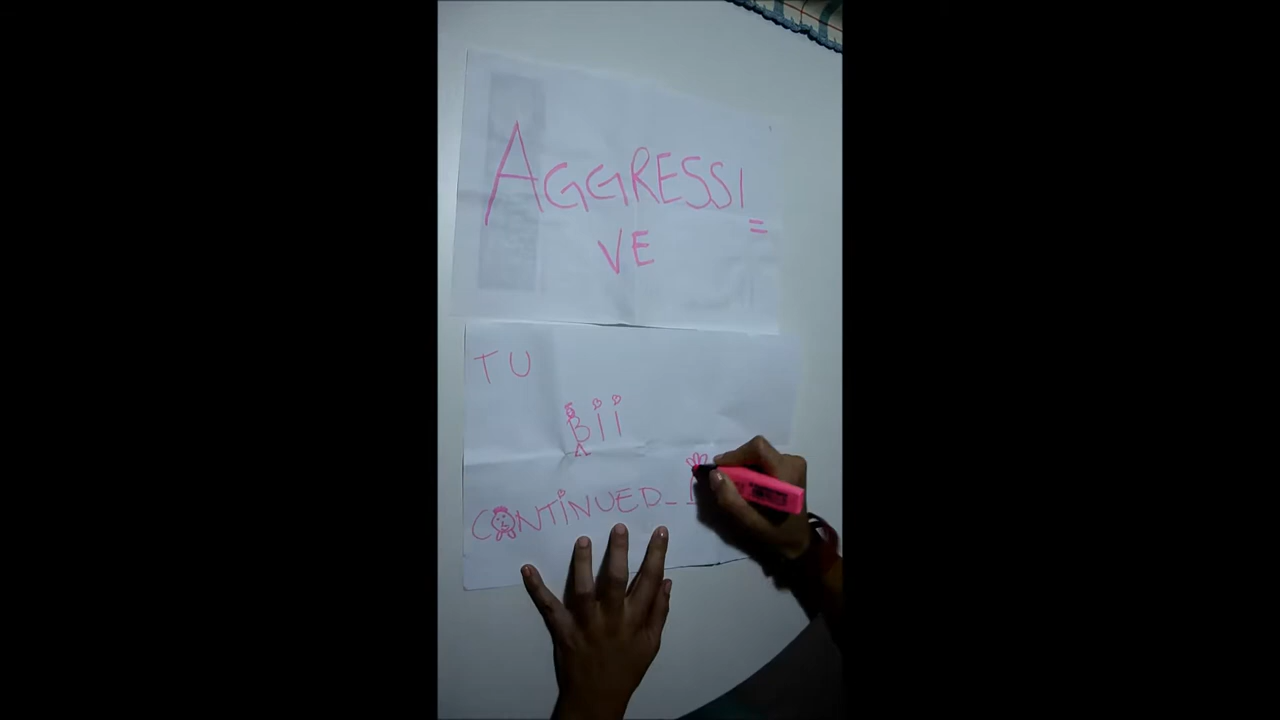 AGGRESSI
=
VE
TU
Bii
CONTiNUED_